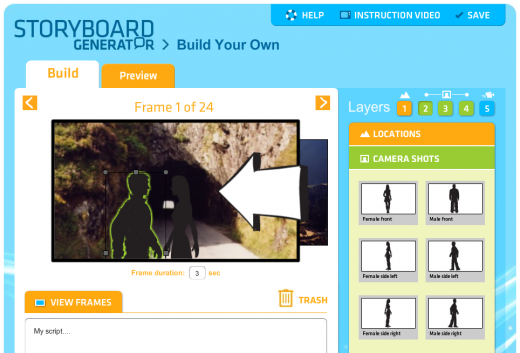 HELP INSTRUCTION VIDEO SAVE
STORYBOARD
GENERATOR > Build Your Own
Build Preview
< Frame 1 of 24 >
Frame duration: 3 sec
VIEW FRAMES TRASH
My script....
Layers 1 2 3 4 5
LOCATIONS
CAMERA SHOTS
Female front Male front
Female side left Male side left
Female side right Male side right